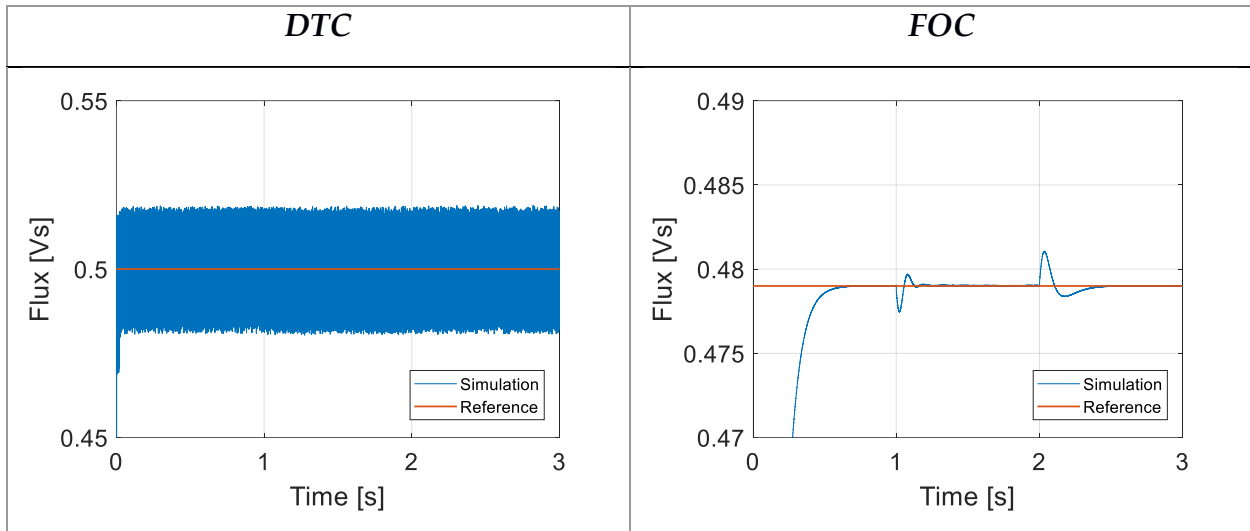 DTC
FOC
0.55
0.5
0.45
Flux [Vs]
0
1
2
3
Time [s]
Simulation
Reference
0.49
0.485
0.48
0.475
0.47
Flux [Vs]
0
1
2
3
Time [s]
Simulation
Reference